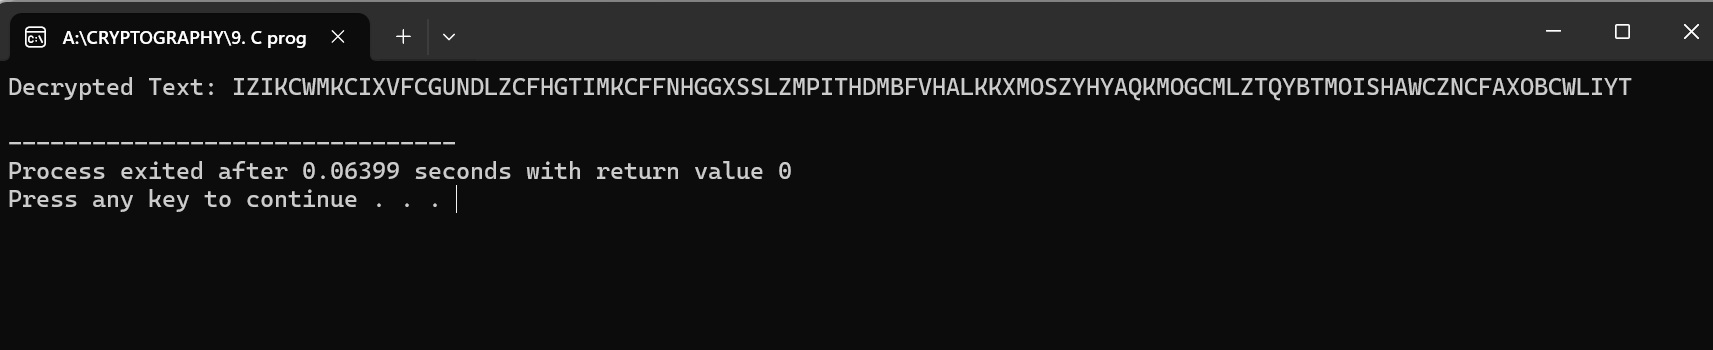 A:\CRYPTOGRAPHY\9. C prog
Decrypted Text: IZIKCWMKCIXVFCGUNDLZCFHGTIMKCFFNHGGXSSLZMPITHDMBFVHALKKXMOSZYHYAQKMOGCMLZTQYBTMOISHAWCZNCFAXOBCWLIYT
--------------------------------
Process exited after 0.06399 seconds with return value 0
Press any key to continue . . .